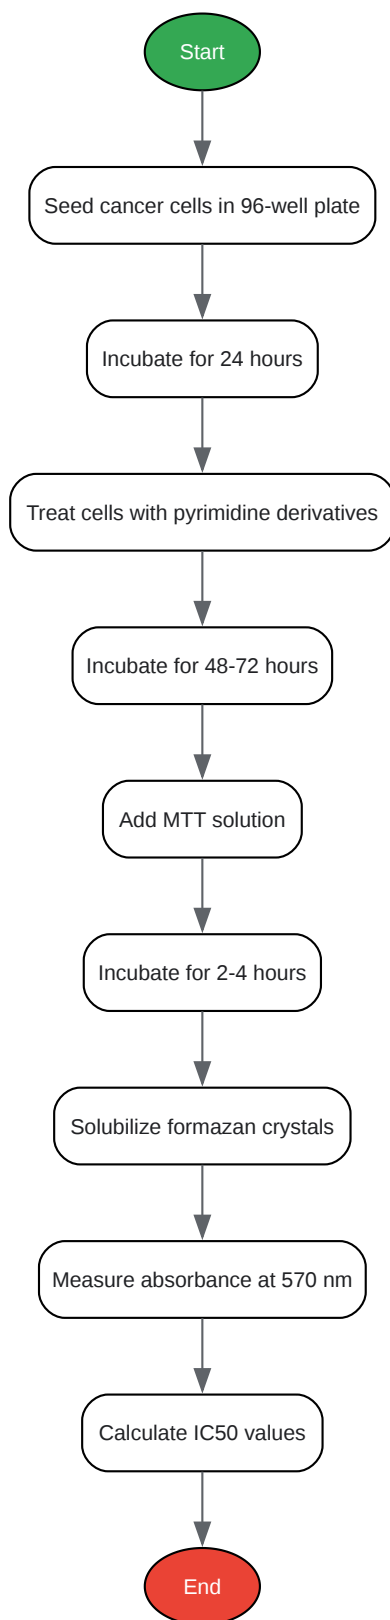 Start
Seed cancer cells in 96-well plate
Incubate for 24 hours
Treat cells with pyrimidine derivatives
Incubate for 48-72 hours
Add MTT solution
Incubate for 2-4 hours
Solubilize formazan crystals
Measure absorbance at 570 nm
Calculate IC50 values
End